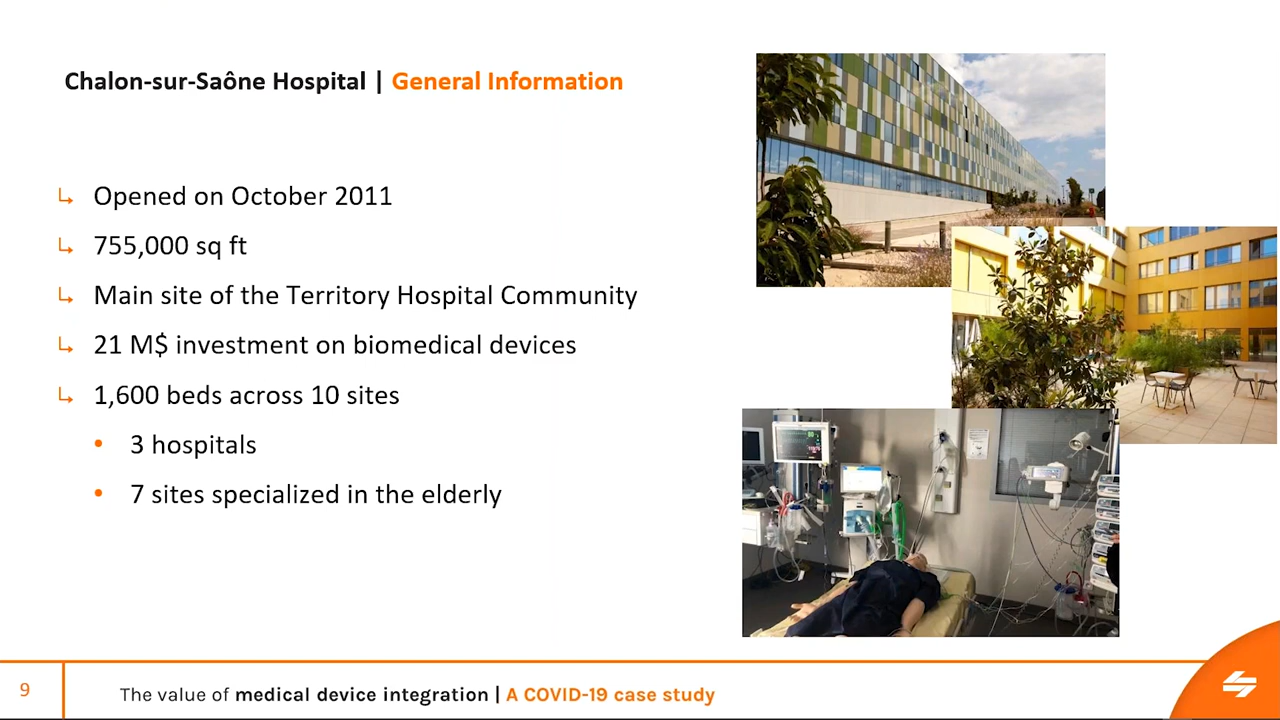 Chalon-sur-Saône Hospital | General Information
Opened on October 2011
755,000 sq ft
Main site of the Territory Hospital Community
21 M$ investment on biomedical devices
1,600 beds across 10 sites
3 hospitals
7 sites specialized in the elderly
9
The value of medical device integration | A COVID-19 case study